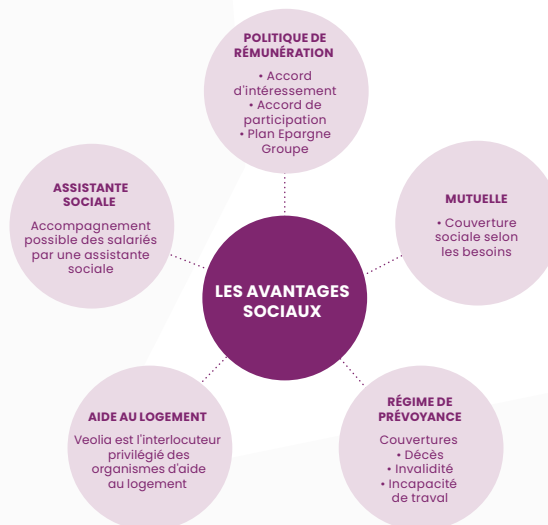 POLITIQUE DE
RÉMUNÉRATION
• Accord
d'intéressement
• Accord de
participation
• Plan Epargne
Groupe
ASSISTANTE
SOCIALE
Accompagnement
possible des salariés
par une assistante
sociale
MUTUELLE
• Couverture
sociale selon
les besoins
LES AVANTAGES
SOCIAUX
AIDE AU LOGEMENT
Veolia est l'interlocuteur
privilégié des
organismes d'aide
au logement
RÉGIME DE
PRÉVOYANCE
Couvertures
• Décès
• Invalidité
• Incapacité
de traval